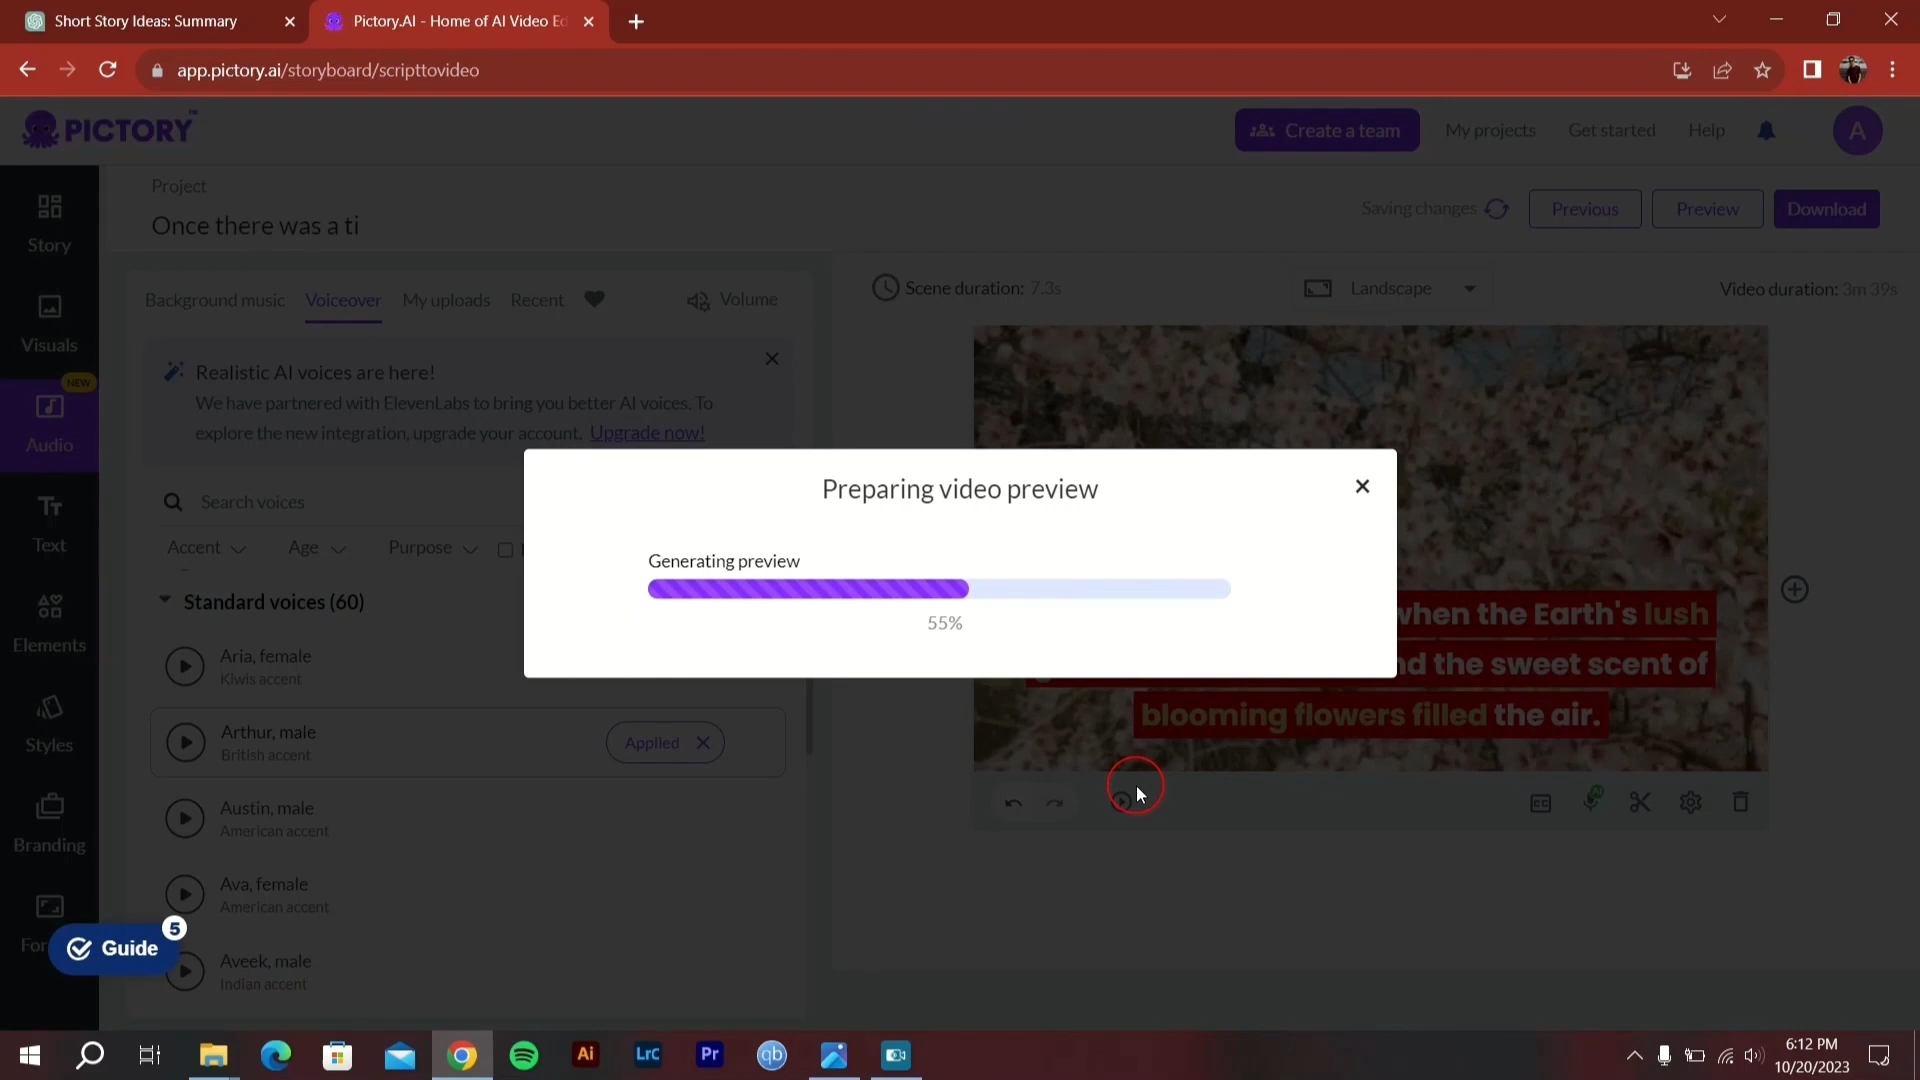 Short Story Ideas: Summary
Pictory.AI - Home of AI Video Ed
app.pictory.ai/storyboard/scripttovideo
PICTORY™
Create a team
My projects
Get started
Help
A
Project
Once there was a ti
Saving changes
Previous
Preview
Download
Story
Visuals
NEW
Audio
Text
Elements
Styles
Branding
For
Guide
5
Background music
Voiceover
My uploads
Recent
Volume
Realistic AI voices are here!
We have partnered with ElevenLabs to bring you better AI voices. To
explore the new integration, upgrade your account. Upgrade now!
Search voices
Accent
Age
Purpose
Standard voices (60)
Aria, female
Kiwis accent
Arthur, male
British accent
Applied
Austin, male
American accent
Ava, female
American accent
Aveek, male
Indian accent
Scene duration: 7.3s
Landscape
Video duration: 3m 39s
when the Earth's lush
nd the sweet scent of
blooming flowers filled the air.
AI
Preparing video preview
Generating preview
55%
Ai
LrC
Pr
qb
6:12 PM
10/20/2023